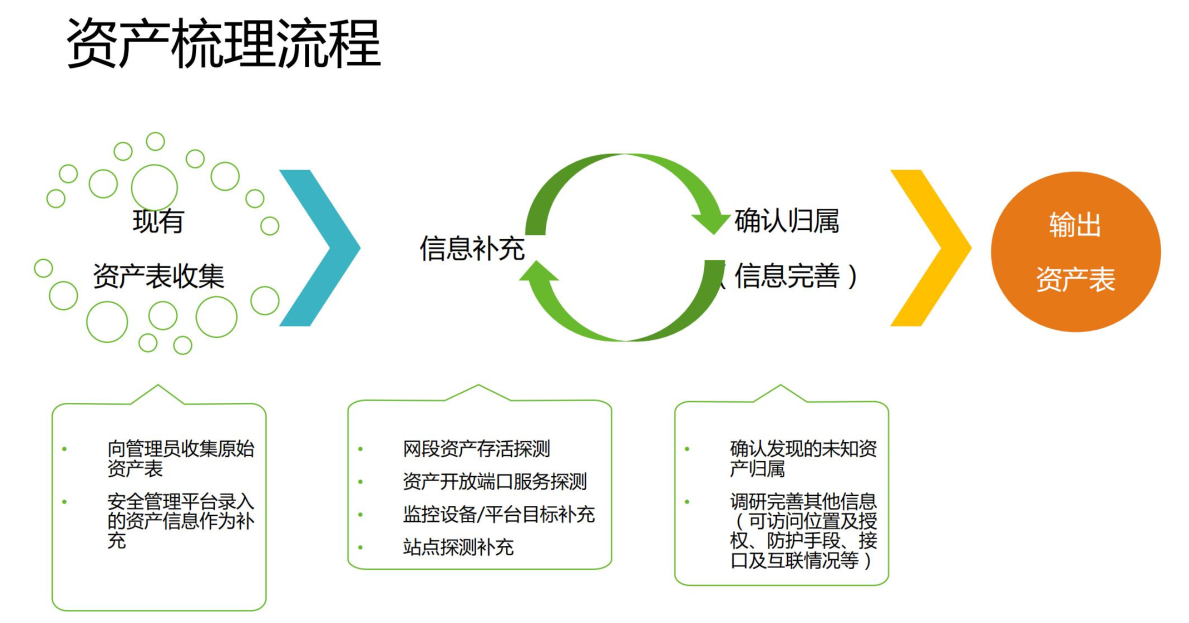 资产梳理流程
现有
资产表收集
信息补充
确认归属
（信息完善）
输出
资产表
• 向管理员收集原始
资产表
• 安全管理平台录入
的资产信息作为补
充
• 网段资产存活探测
• 资产开放端口服务探测
• 监控设备/平台目标补充
• 站点探测补充
• 确认发现的未知资
产归属
• 调研完善其他信息
（可访问位置及授
权、防护手段、接
口及互联情况等）